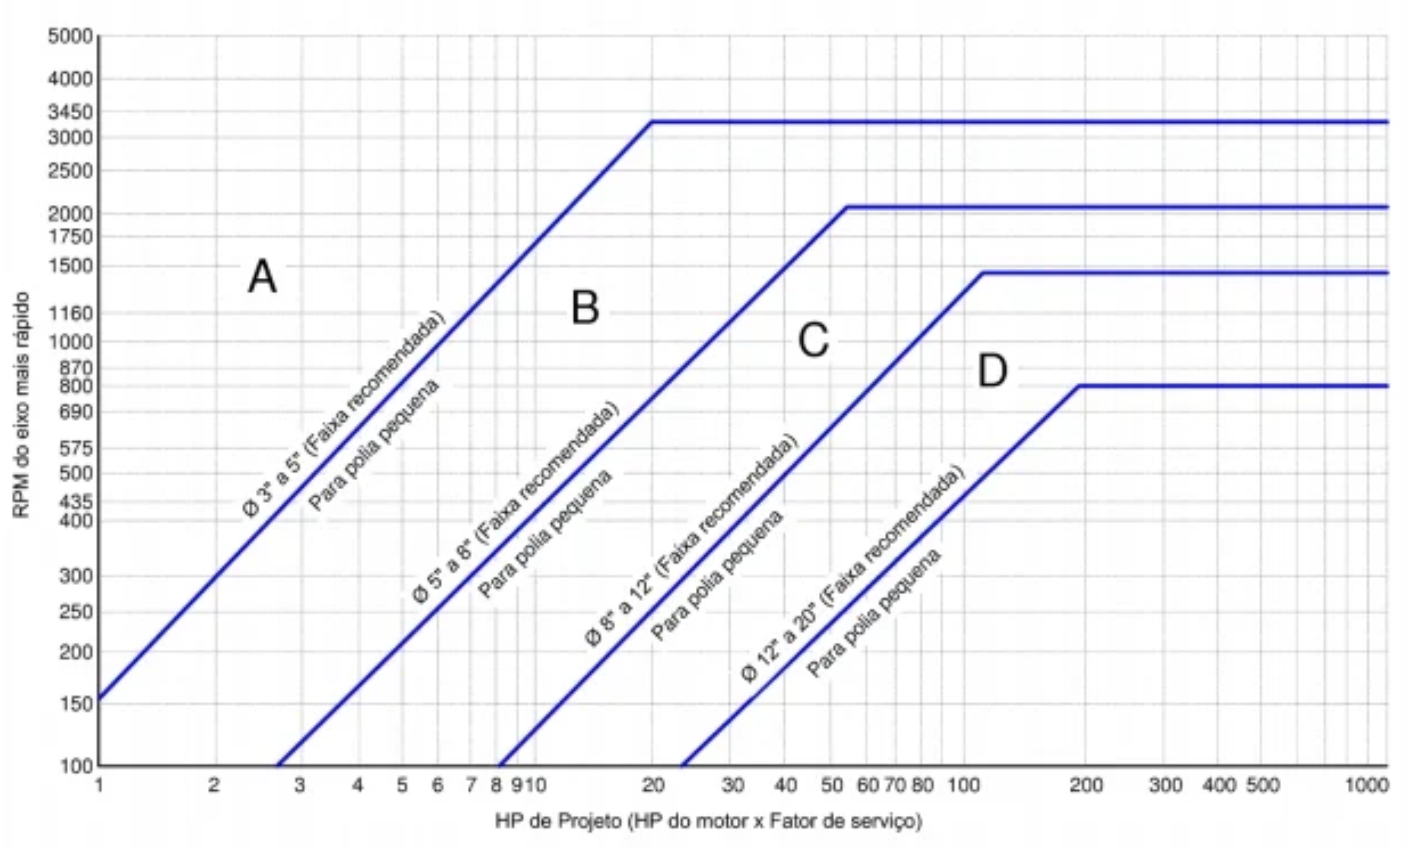 5000
4000
3450
3000
2500
2000
1750
1500
1160
1000
870
800
690
575
500
435
400
300
250
200
150
100
RPM do eixo mais rápido
A
B
C
D
Ø 3" a 5" (Faixa recomendada)
Para polia pequena
Ø 5" a 8" (Faixa recomendada)
Para polia pequena
Ø 8" a 12" (Faixa recomendada)
Para polia pequena
Ø 12" a 20" (Faixa recomendada)
Para polia pequena
1 2 3 4 5 6 7 8 9 10 20 30 40 50 60 70 80 100 200 300 400 500 1000
HP de Projeto (HP do motor x Fator de serviço)